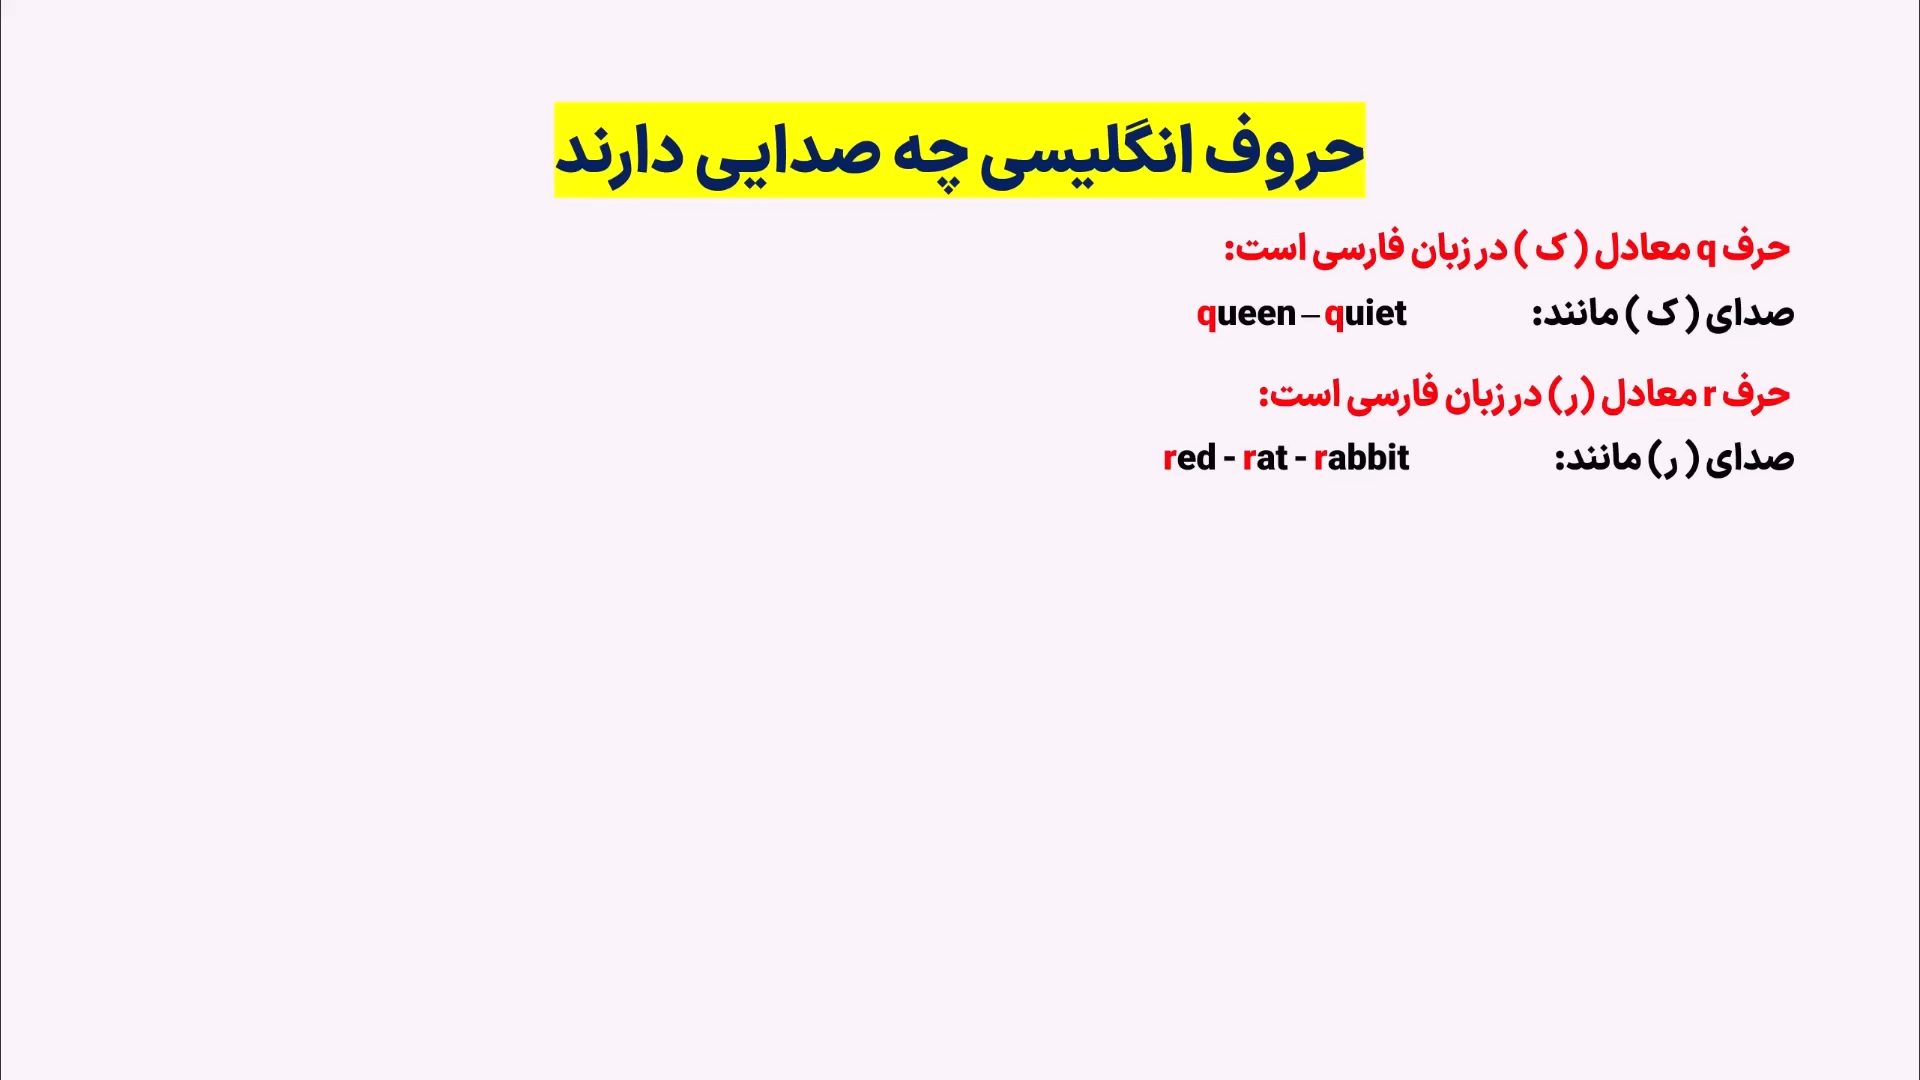 حروف انگلیسی چه صدایی دارند
حرف q معادل ( ک ) در زبان فارسی است:
صدای ( ک ) مانند: queen – quiet
حرف r معادل (ر) در زبان فارسی است:
صدای ( ر) مانند: red - rat - rabbit